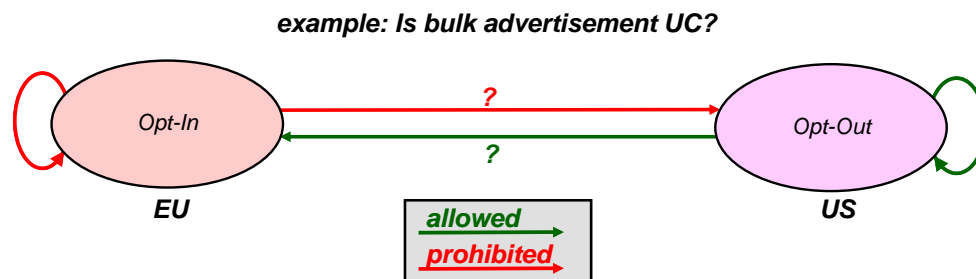 example: Is bulk advertisement UC?
?
Opt-In
Opt-Out
?
EU
US
allowed
prohibited